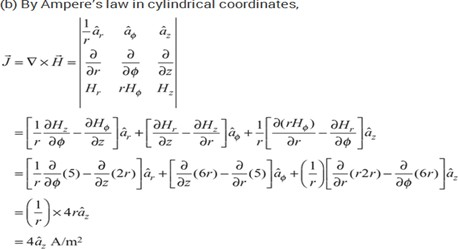 (b) By Ampere's law in cylindrical coordinates,
$\vec{J} = \nabla \times \vec{H} = \begin{vmatrix} \frac{1}{r}\hat{a}_r & \hat{a}_\phi & \hat{a}_z \\ \frac{\partial}{\partial r} & \frac{\partial}{\partial \phi} & \frac{\partial}{\partial z} \\ H_r & rH_\phi & H_z \end{vmatrix}$
$= \left[\frac{1}{r}\frac{\partial H_z}{\partial \phi} - \frac{\partial H_\phi}{\partial z}\right]\hat{a}_r + \left[\frac{\partial H_r}{\partial z} - \frac{\partial H_z}{\partial r}\right]\hat{a}_\phi + \frac{1}{r}\left[\frac{\partial (rH_\phi)}{\partial r} - \frac{\partial H_r}{\partial \phi}\right]\hat{a}_z$
$= \left[\frac{1}{r}\frac{\partial}{\partial \phi}(5) - \frac{\partial}{\partial z}(2r)\right]\hat{a}_r + \left[\frac{\partial}{\partial z}(6r) - \frac{\partial}{\partial r}(5)\right]\hat{a}_\phi + \left(\frac{1}{r}\right)\left[\frac{\partial}{\partial r}(r2r) - \frac{\partial}{\partial \phi}(6r)\right]\hat{a}_z$
$= \left(\frac{1}{r}\right) \times 4r\hat{a}_z$
$= 4\hat{a}_z$ A/m²